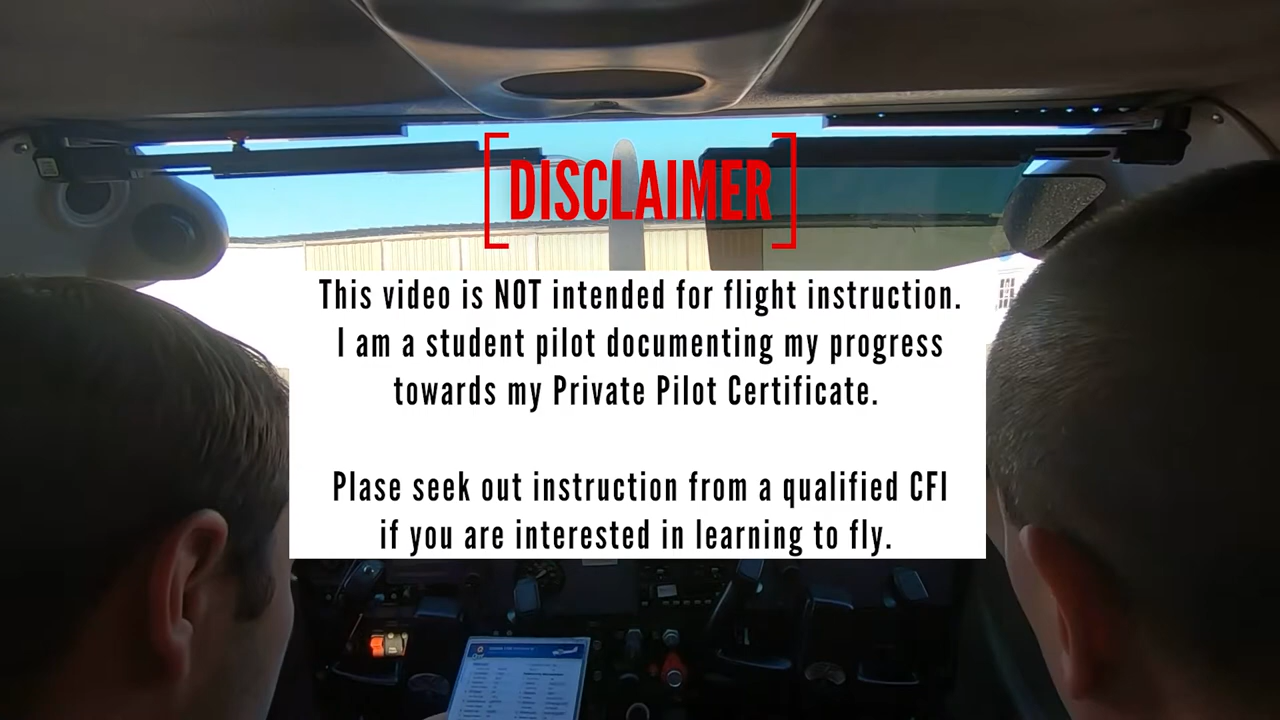 DISCLAIMER
This video is NOT intended for flight instruction.
I am a student pilot documenting my progress
towards my Private Pilot Certificate.
Plase seek out instruction from a qualified CFI
if you are interested in learning to fly.